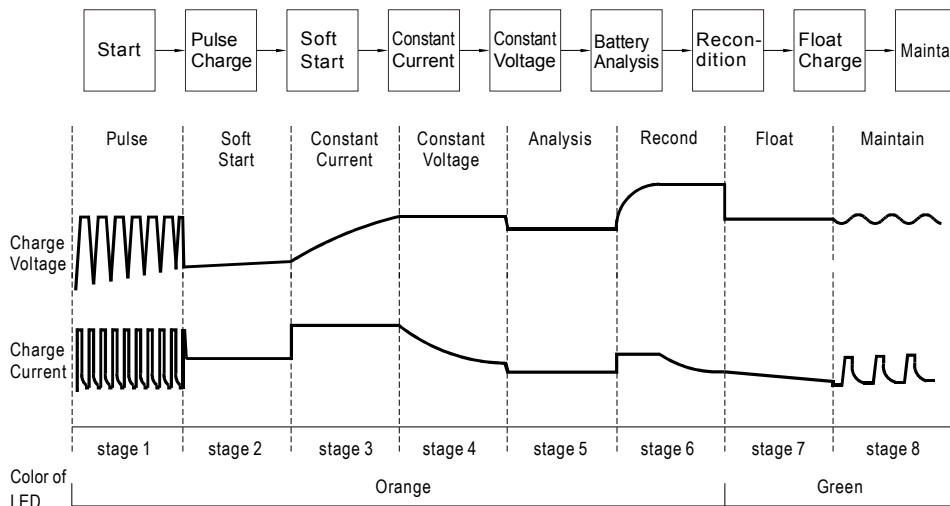 Start
Pulse
Charge
Soft
Start
Constant
Current
Constant
Voltage
Battery
Analysis
Recon-
dition
Float
Charge
Mainta
Pulse
Soft
Start
Constant
Current
Constant
Voltage
Analysis
Recond
Float
Maintain
Charge
Voltage
Charge
Current
stage 1
stage 2
stage 3
stage 4
stage 5
stage 6
stage 7
stage 8
Color of
LED
Orange
Green